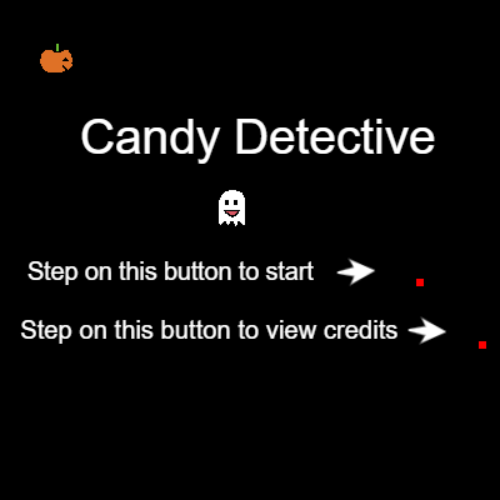 Candy Detective
Step on this button to start
Step on this button to view credits